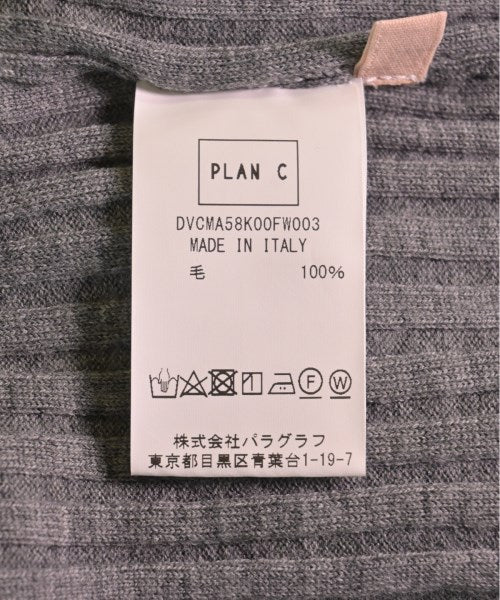 PLAN C
DVCMA58K00FW003
MADE IN ITALY
毛 100%
F W
株式会社パラグラフ
東京都目黒区青葉台1-19-7